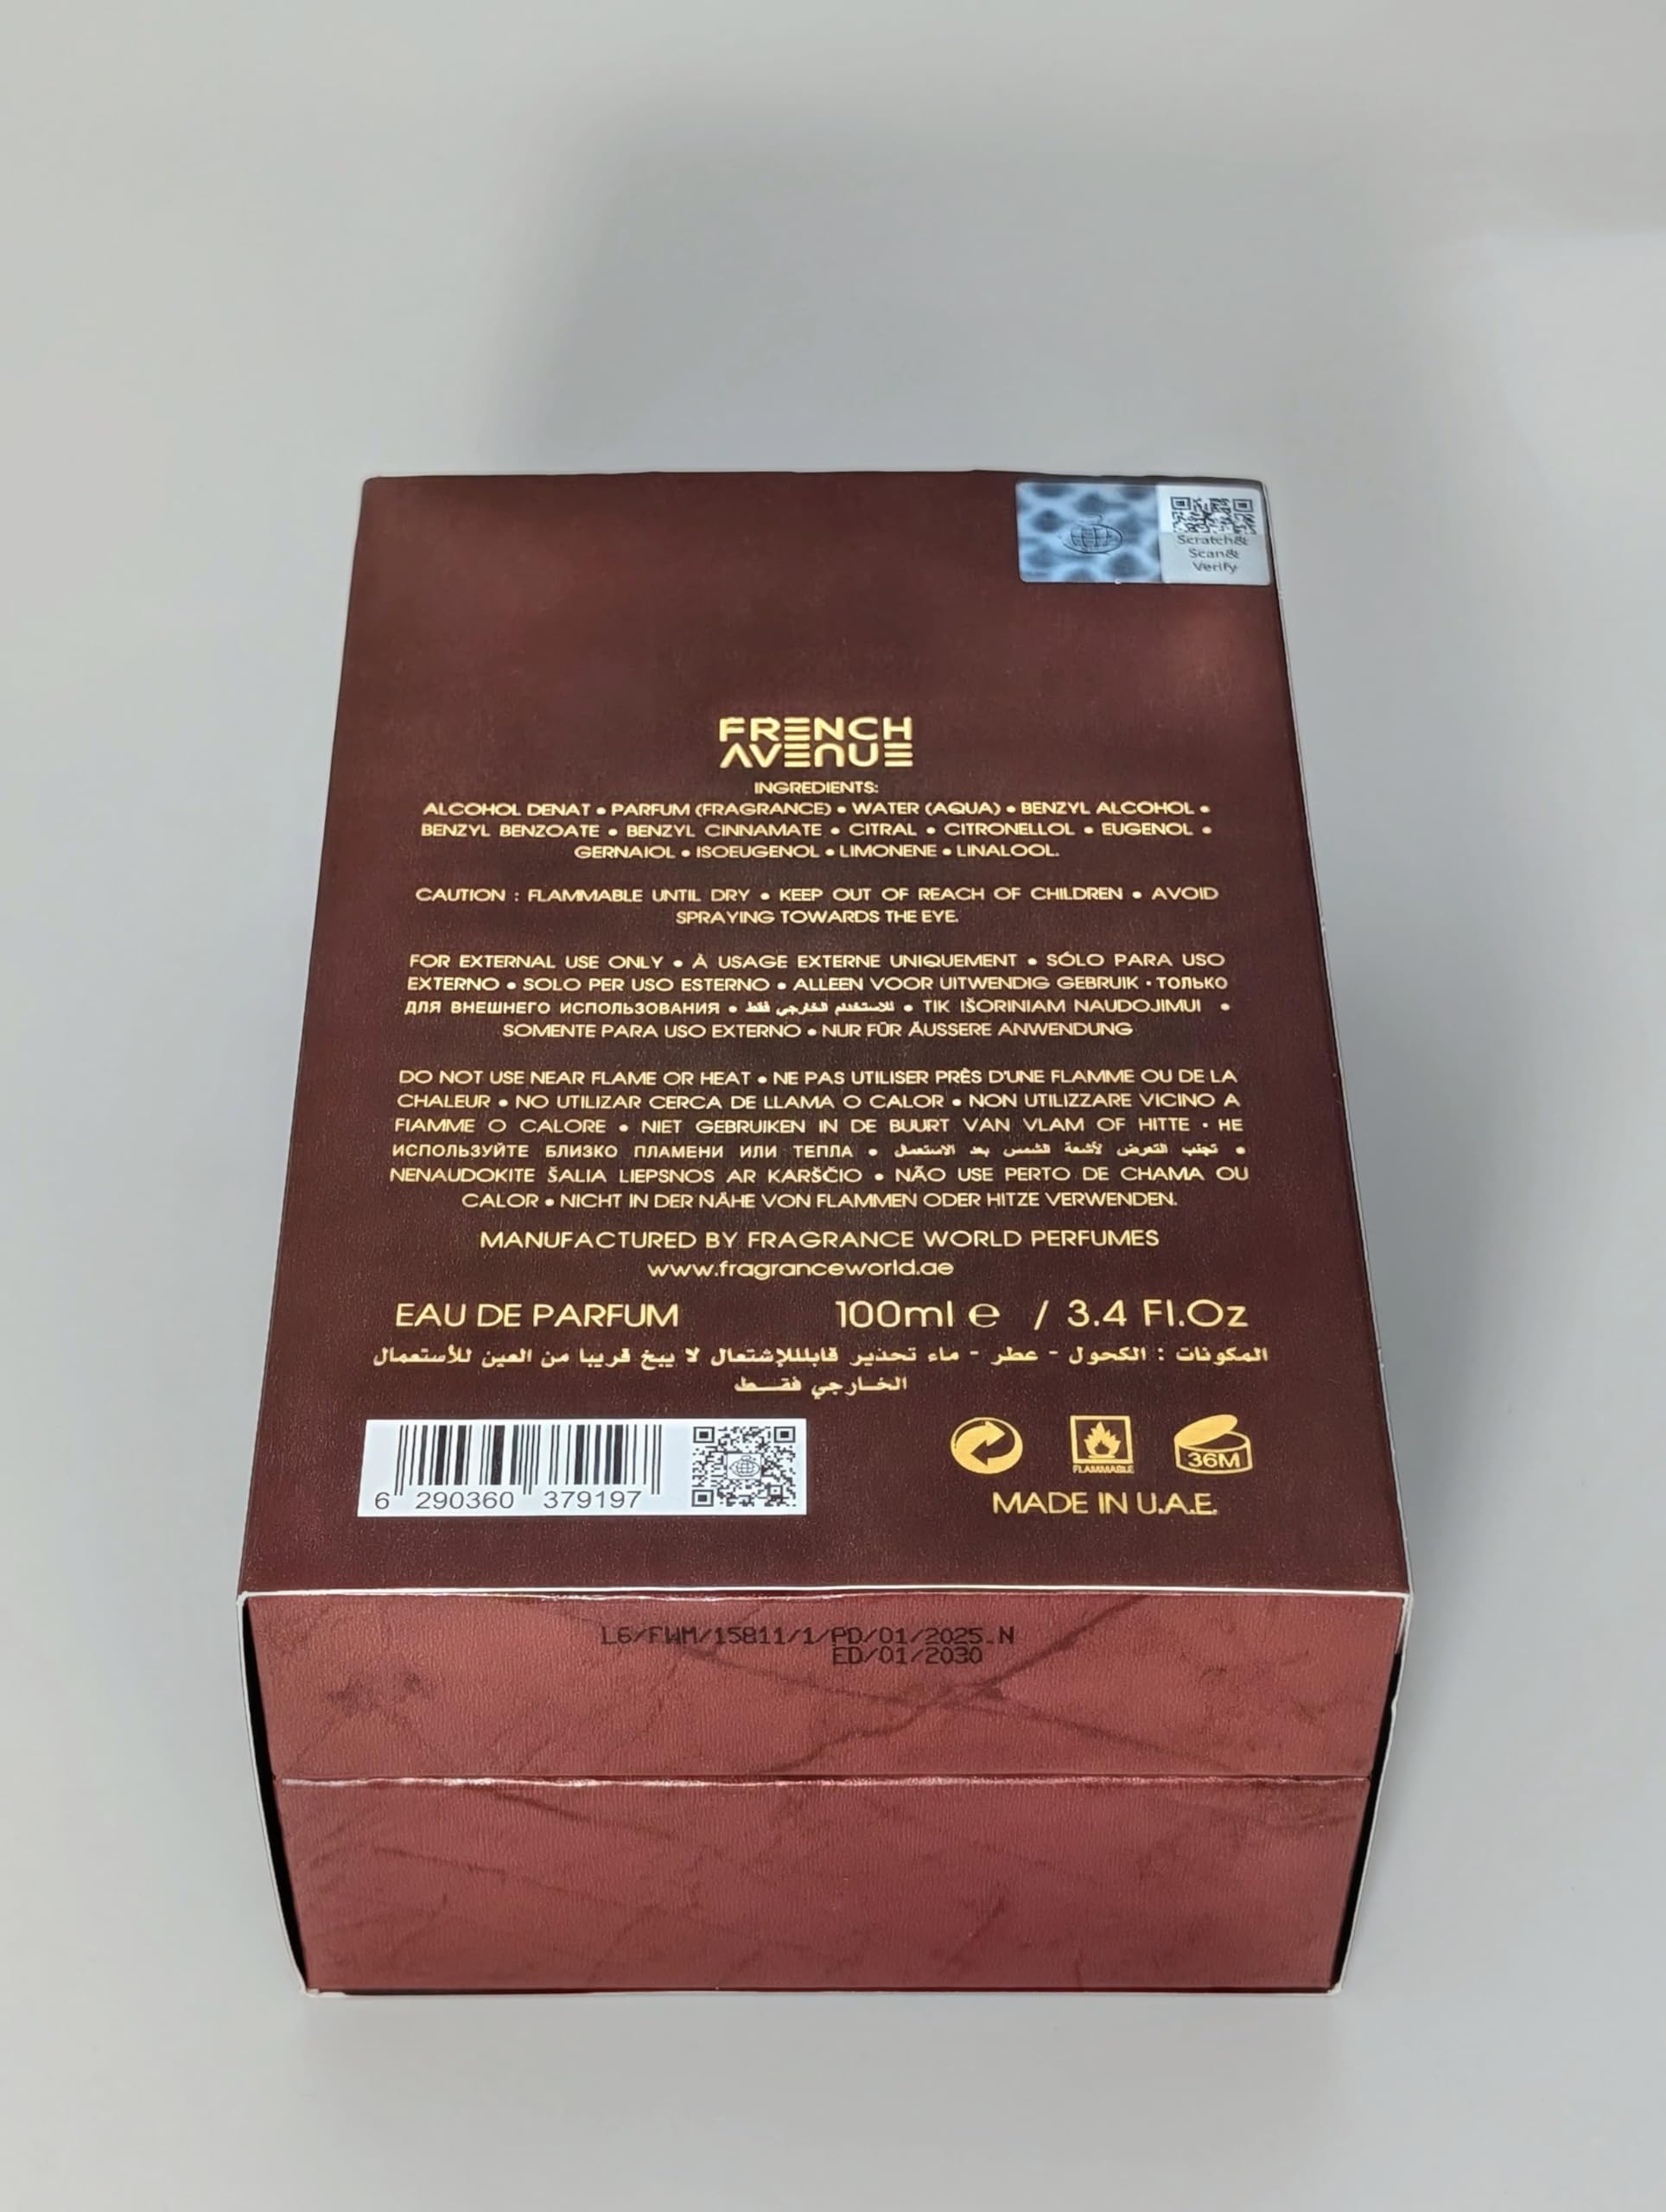 Scratch&
Scan&
Verify
FRENCH
AVENUE
INGREDIENTS:
ALCOHOL DENAT • PARFUM (FRAGRANCE) • WATER (AQUA) • BENZYL ALCOHOL •
BENZYL BENZOATE • BENZYL CINNAMATE • CITRAL • CITRONELLOL • EUGENOL •
GERNAIOL • ISOEUGENOL • LIMONENE • LINALOOL.
CAUTION : FLAMMABLE UNTIL DRY • KEEP OUT OF REACH OF CHILDREN • AVOID
SPRAYING TOWARDS THE EYE.
FOR EXTERNAL USE ONLY • À USAGE EXTERNE UNIQUEMENT • SÓLO PARA USO
EXTERNO • SOLO PER USO ESTERNO • ALLEEN VOOR UITWENDIG GEBRUIK · ТОЛЬКО
ДЛЯ ВНЕШНЕГО ИСПОЛЬЗОВАНИЯ • للاستخدام الخارجي فقط • TIK IŠORINIAM NAUDOJIMUI •
SOMENTE PARA USO EXTERNO • NUR FÜR ÄUSSERE ANWENDUNG
DO NOT USE NEAR FLAME OR HEAT • NE PAS UTILISER PRÈS D'UNE FLAMME OU DE LA
CHALEUR • NO UTILIZAR CERCA DE LLAMA O CALOR • NON UTILIZZARE VICINO A
FIAMME O CALORE • NIET GEBRUIKEN IN DE BUURT VAN VLAM OF HITTE · НЕ
ИСПОЛЬЗУЙТЕ БЛИЗКО ПЛАМЕНИ ИЛИ ТЕПЛА • تجنب التعرض لأشعة الشمس بعد الاستعمال •
NENAUDOKITE ŠALIA LIEPSNOS AR KARŠČIO • NÃO USE PERTO DE CHAMA OU
CALOR • NICHT IN DER NÄHE VON FLAMMEN ODER HITZE VERWENDEN.
MANUFACTURED BY FRAGRANCE WORLD PERFUMES
www.fragranceworld.ae
EAU DE PARFUM 100ml ℮ / 3.4 Fl.Oz
المكونات : الكحول - عطر - ماء تحذير قابلللإشتعال لا يبخ قريبا من العين للأستعمال
الخارجي فقط
6 290360 379197
FLAMMABLE
36M
MADE IN U.A.E.
L6/FWM/15811/1/PD/01/2025.N
ED/01/2030